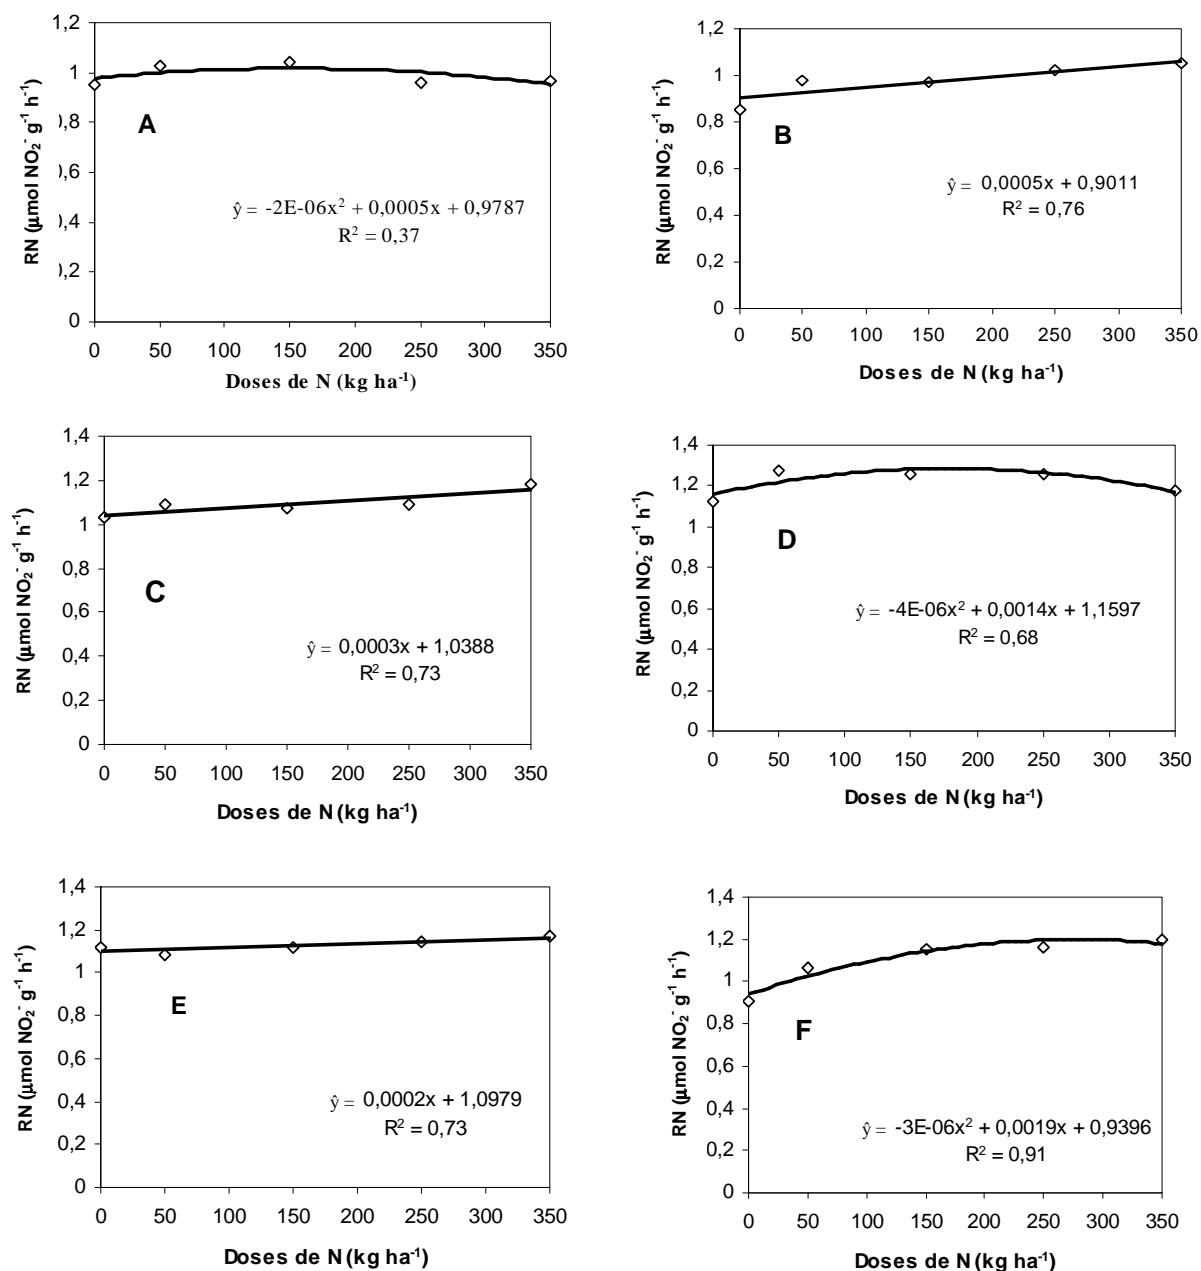 1,2
1
0,8
0,6
0,4
0,2
0
RN (μmol NO₂⁻ g⁻¹ h⁻¹)
A
ŷ = -2E-06x² + 0,0005x + 0,9787
R² = 0,37
0 50 100 150 200 250 300 350
Doses de N (kg ha⁻¹)
1,2
1
0,8
0,6
0,4
0,2
0
RN (μmol NO₂⁻ g⁻¹ h⁻¹)
B
ŷ = 0,0005x + 0,9011
R² = 0,76
0 50 100 150 200 250 300 350
Doses de N (kg ha⁻¹)
1,4
1,2
1
0,8
0,6
0,4
0,2
0
RN (μmol NO₂⁻ g⁻¹ h⁻¹)
C
ŷ = 0,0003x + 1,0388
R² = 0,73
0 50 100 150 200 250 300 350
Doses de N (kg ha⁻¹)
1,4
1,2
1
0,8
0,6
0,4
0,2
0
RN (μmol NO₂⁻ g⁻¹ h⁻¹)
D
ŷ = -4E-06x² + 0,0014x + 1,1597
R² = 0,68
0 50 100 150 200 250 300 350
Doses de N (kg ha⁻¹)
1,4
1,2
1
0,8
0,6
0,4
0,2
0
RN (μmol NO₂⁻ g⁻¹ h⁻¹)
E
ŷ = 0,0002x + 1,0979
R² = 0,73
0 50 100 150 200 250 300 350
Doses de N (kg ha⁻¹)
1,4
1,2
1
0,8
0,6
0,4
0,2
0
RN (μmol NO₂⁻ g⁻¹ h⁻¹)
F
ŷ = -3E-06x² + 0,0019x + 0,9396
R² = 0,91
0 50 100 150 200 250 300 350
Doses de N (kg ha⁻¹)